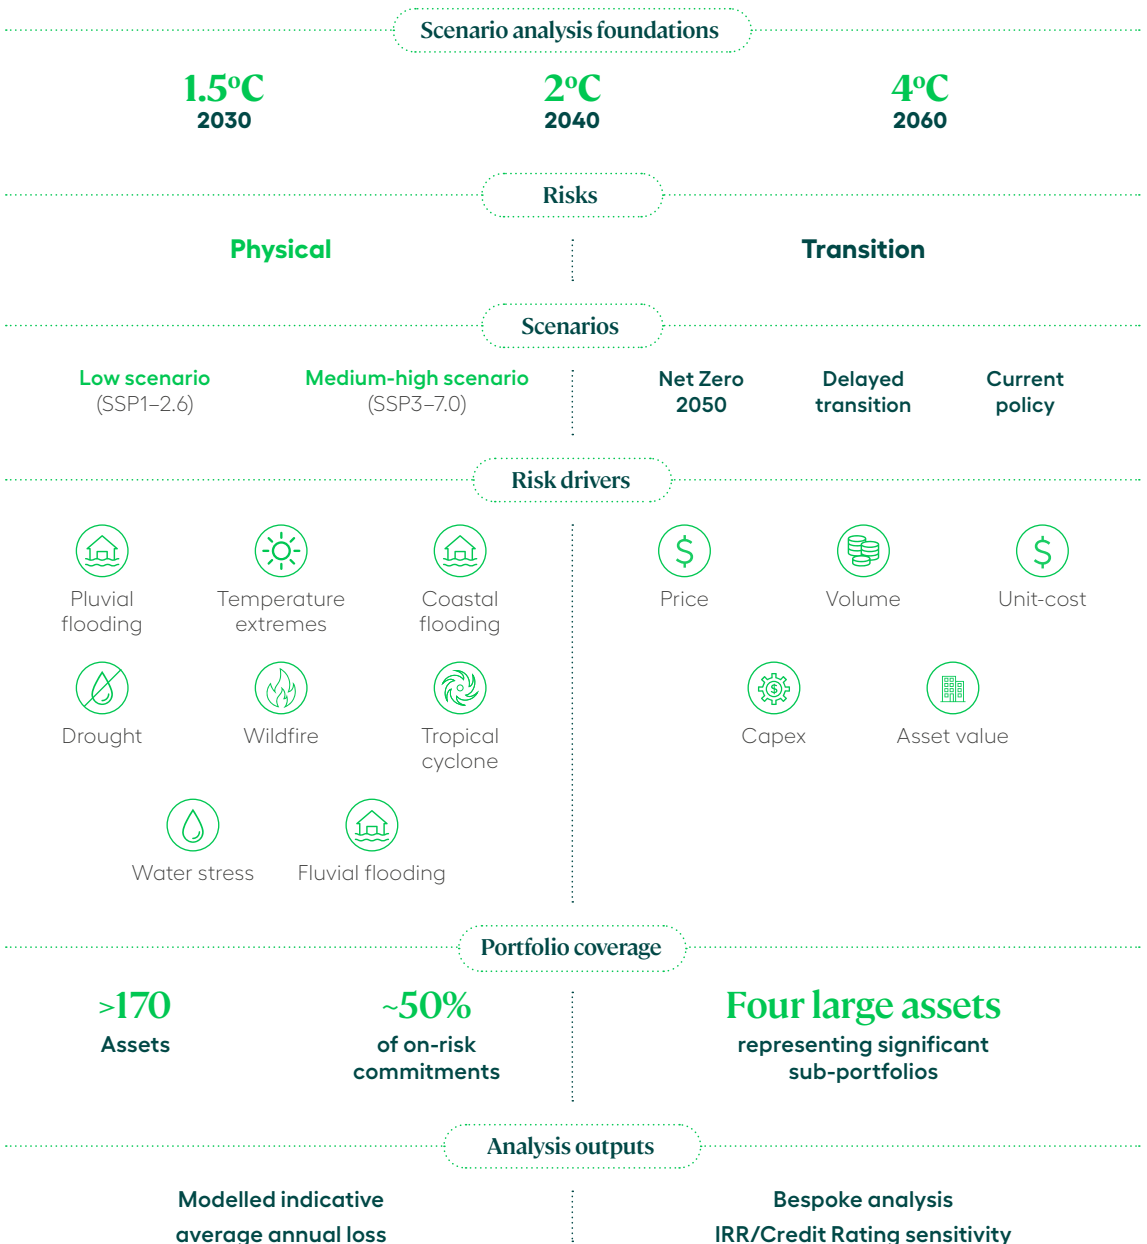 Scenario analysis foundations
1.5ºC
2030
2ºC
2040
4ºC
2060
Risks
Physical
Transition
Scenarios
Low scenario
(SSP1–2.6)
Medium-high scenario
(SSP3–7.0)
Net Zero
2050
Delayed
transition
Current
policy
Risk drivers
Pluvial
flooding
Temperature
extremes
Coastal
flooding
Drought
Wildfire
Tropical
cyclone
Water stress
Fluvial flooding
$
Price
Volume
$
Unit-cost
$
Capex
Asset value
Portfolio coverage
>170
Assets
~50%
of on-risk
commitments
Four large assets
representing significant
sub-portfolios
Analysis outputs
Modelled indicative
average annual loss
Bespoke analysis
IRR/Credit Rating sensitivity